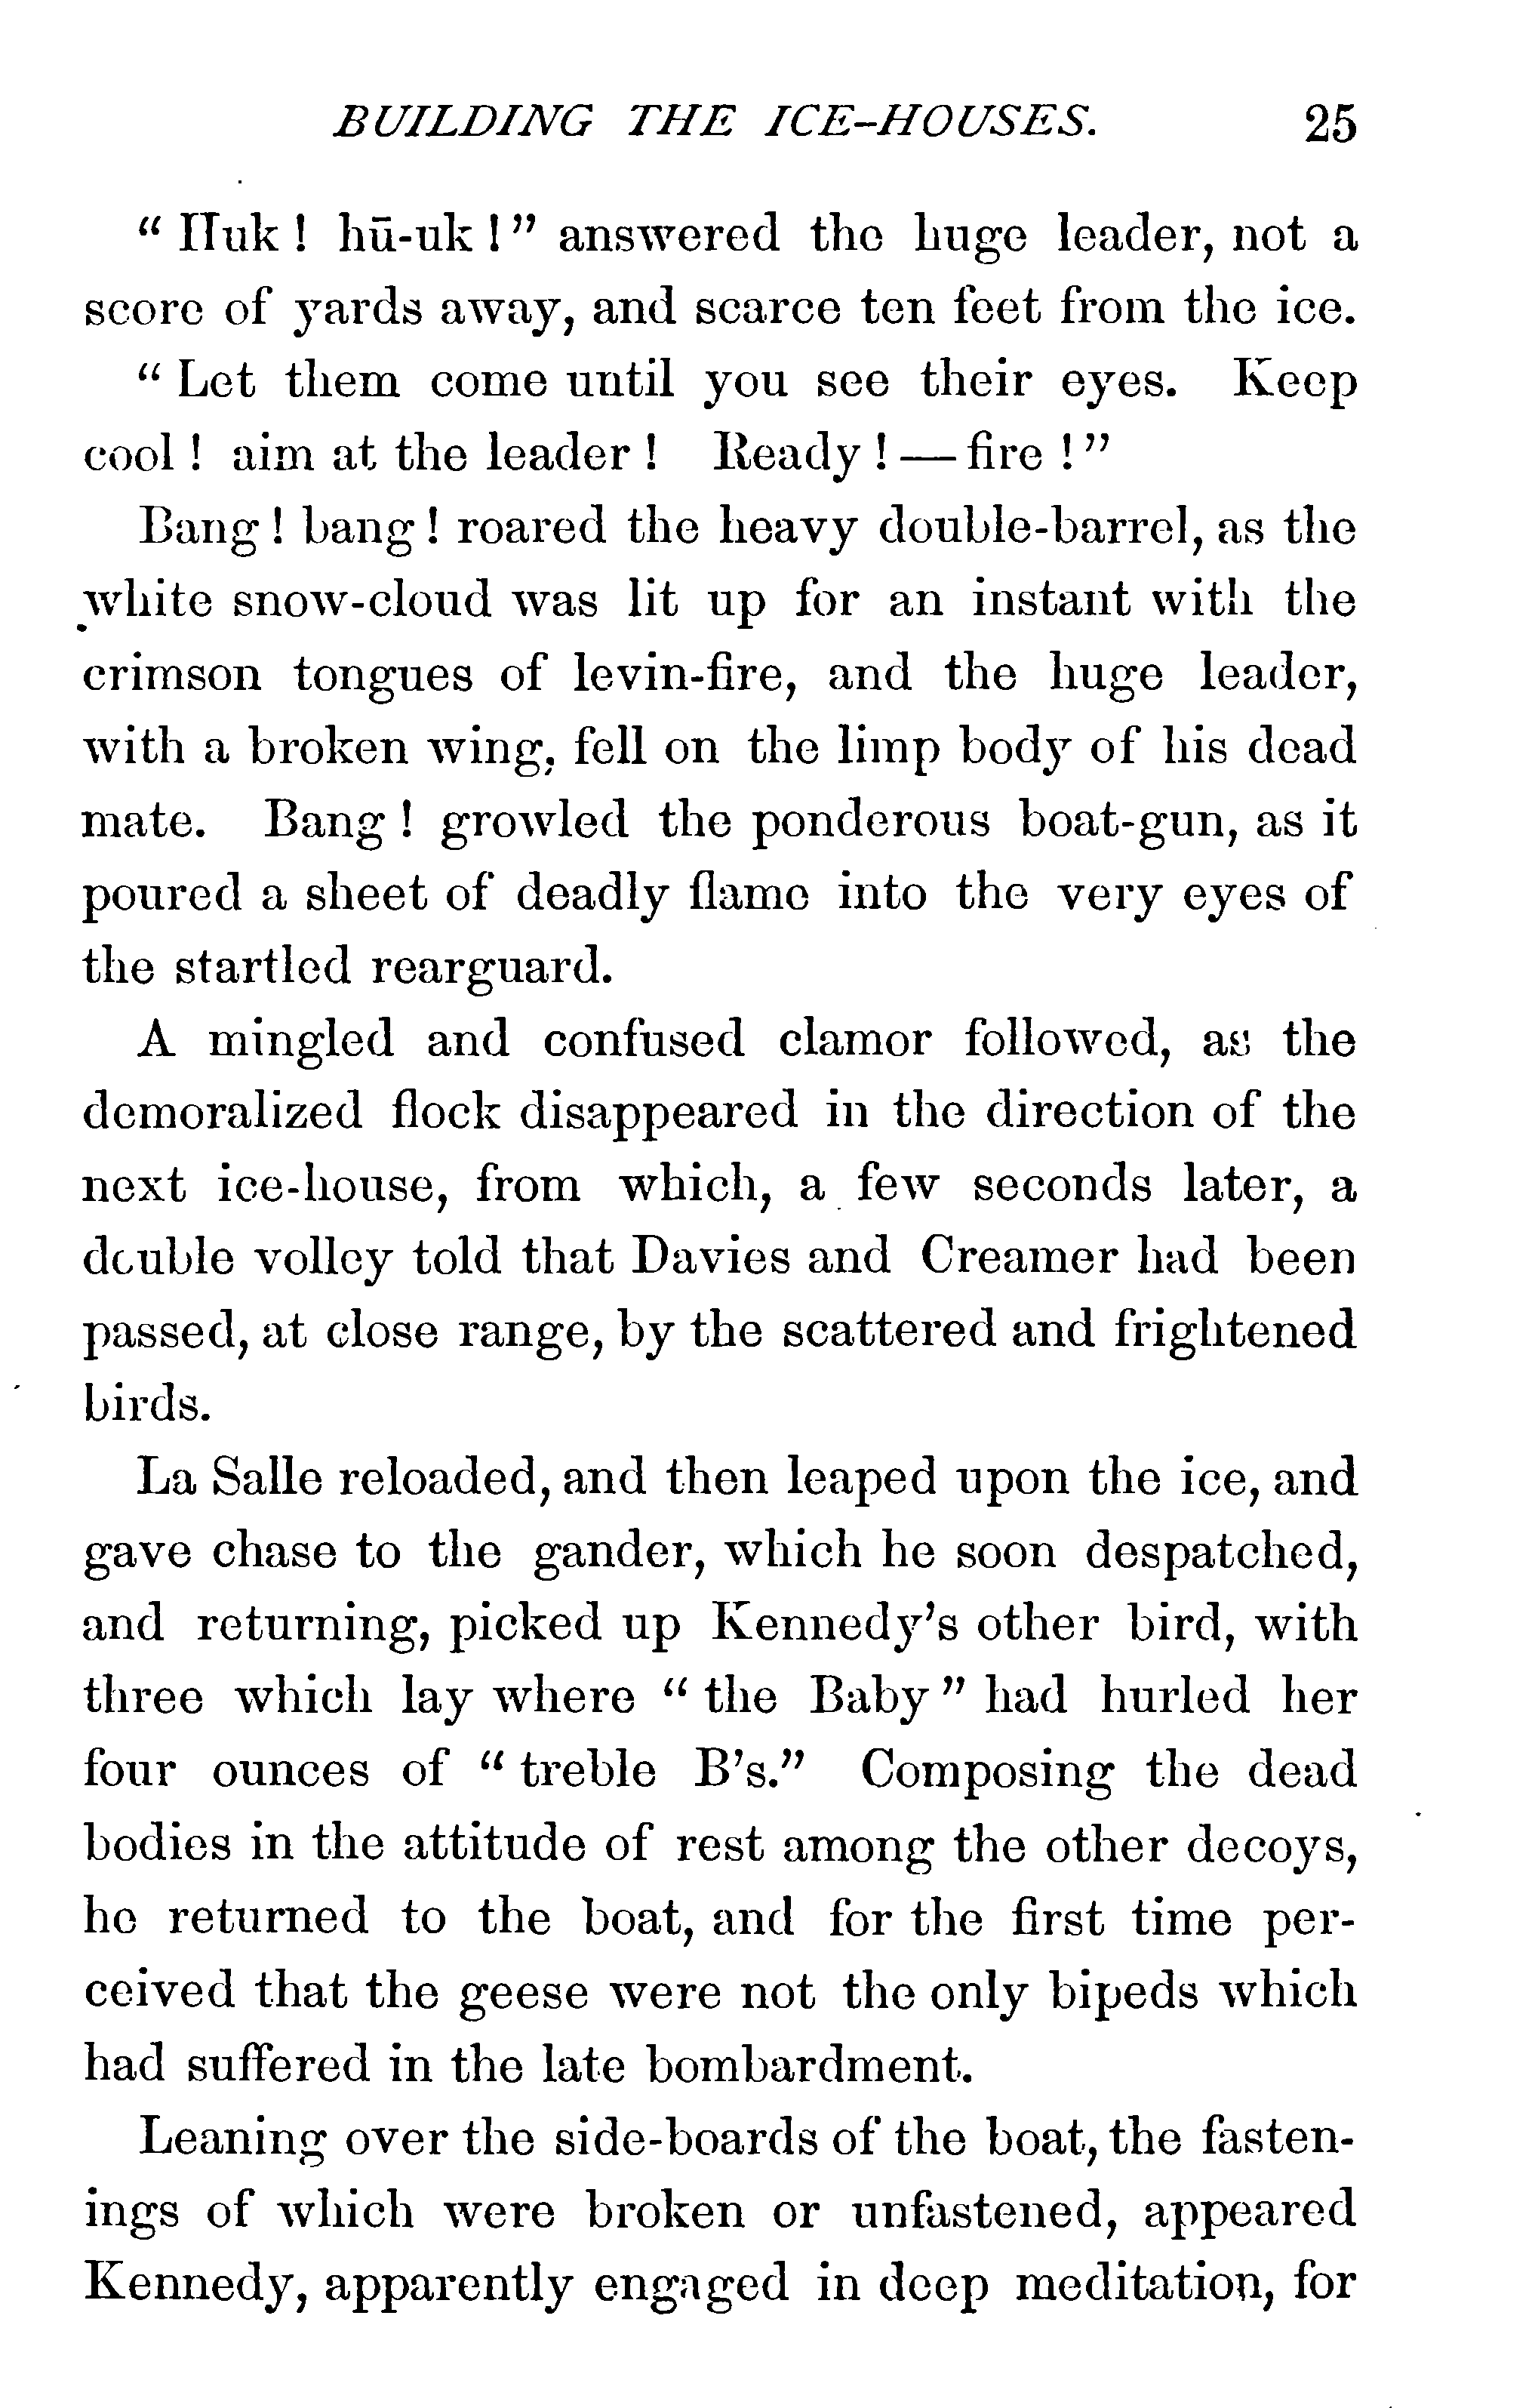 BUILDING THE ICE-HOUSES. 25
“Huk! hū-uk!” answered the huge leader, not a
score of yards away, and scarce ten feet from the ice.
“Let them come until you see their eyes. Keep
cool! aim at the leader! Ready!—fire!”
Bang! bang! roared the heavy double-barrel, as the
white snow-cloud was lit up for an instant with the
crimson tongues of levin-fire, and the huge leader,
with a broken wing, fell on the limp body of his dead
mate. Bang! growled the ponderous boat-gun, as it
poured a sheet of deadly flame into the very eyes of
the startled rearguard.
A mingled and confused clamor followed, as the
demoralized flock disappeared in the direction of the
next ice-house, from which, a few seconds later, a
double volley told that Davies and Creamer had been
passed, at close range, by the scattered and frightened
birds.
La Salle reloaded, and then leaped upon the ice, and
gave chase to the gander, which he soon despatched,
and returning, picked up Kennedy’s other bird, with
three which lay where “the Baby” had hurled her
four ounces of “treble B’s.” Composing the dead
bodies in the attitude of rest among the other decoys,
he returned to the boat, and for the first time per-
ceived that the geese were not the only bipeds which
had suffered in the late bombardment.
Leaning over the side-boards of the boat, the fasten-
ings of which were broken or unfastened, appeared
Kennedy, apparently engaged in deep meditation, for